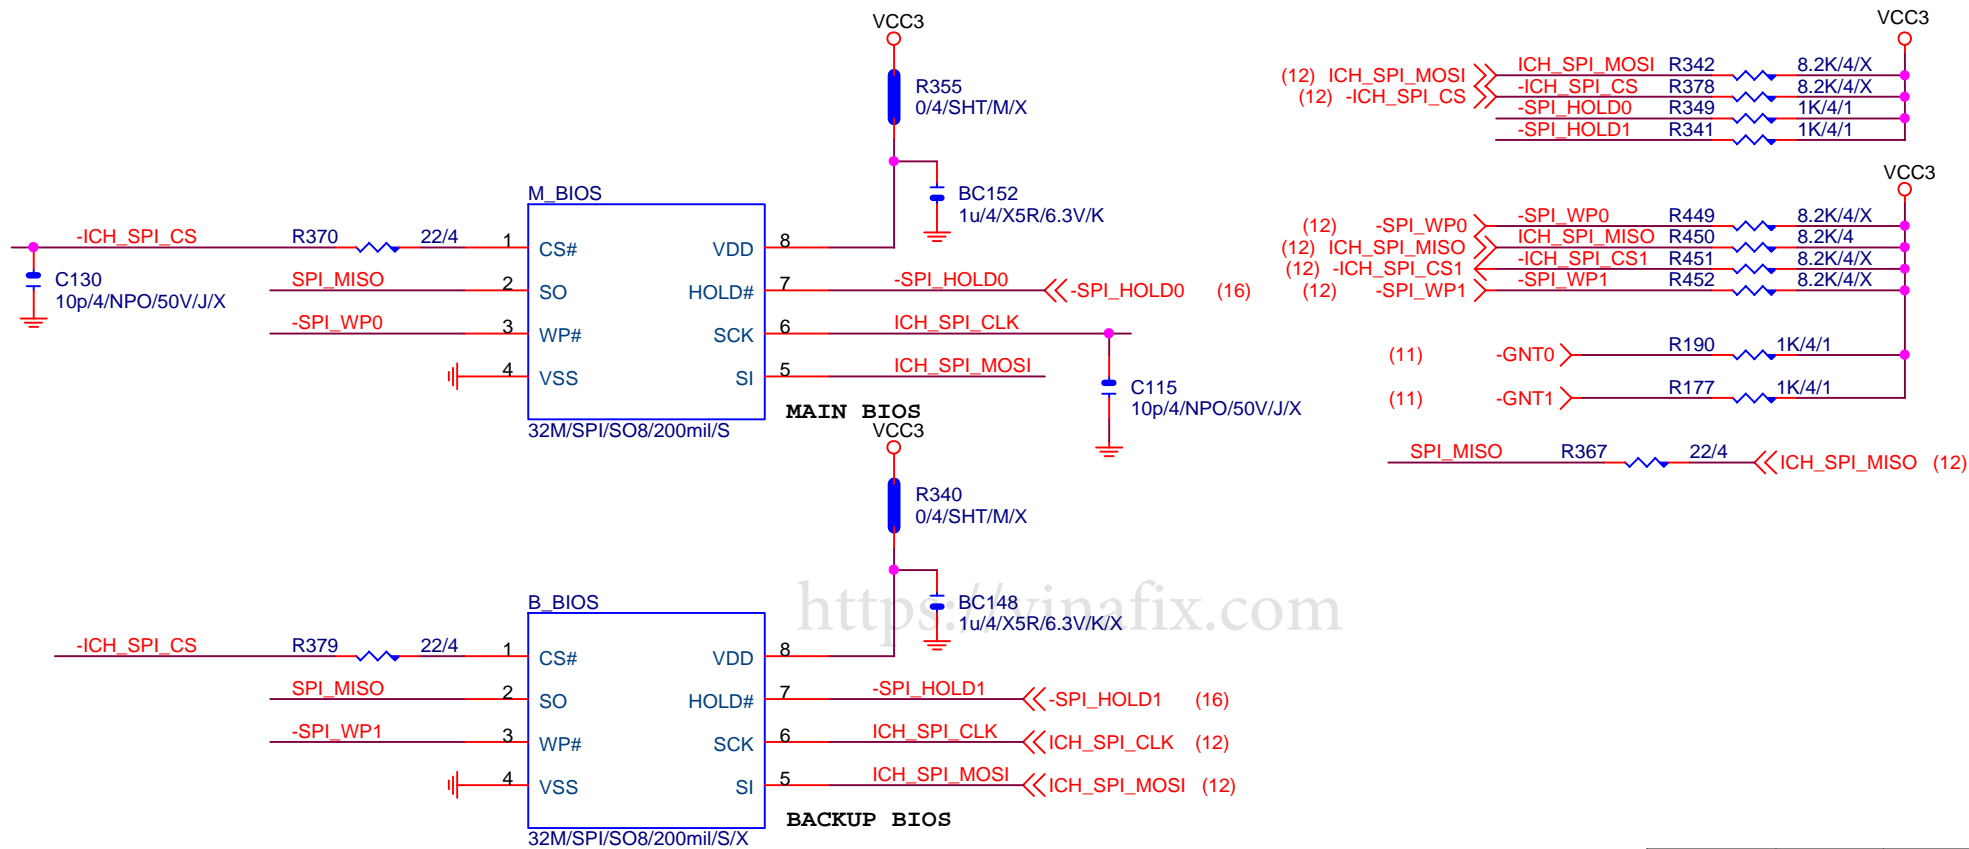 VCC3
R355
0/4/SHT/M/X
BC152
1u/4/X5R/6.3V/K
M_BIOS
-ICH_SPI_CS R370 22/4 1 CS# VDD 8
C130
10p/4/NPO/50V/J/X
SPI_MISO 2 SO HOLD# 7 -SPI_HOLD0 -SPI_HOLD0 (16)
-SPI_WP0 3 WP# SCK 6 ICH_SPI_CLK
4 VSS SI 5 ICH_SPI_MOSI
C115
10p/4/NPO/50V/J/X
MAIN BIOS
32M/SPI/SO8/200mil/S
VCC3
R340
0/4/SHT/M/X
BC148
1u/4/X5R/6.3V/K/X
https://vinafix.com
B_BIOS
-ICH_SPI_CS R379 22/4 1 CS# VDD 8
SPI_MISO 2 SO HOLD# 7 -SPI_HOLD1 -SPI_HOLD1 (16)
-SPI_WP1 3 WP# SCK 6 ICH_SPI_CLK ICH_SPI_CLK (12)
4 VSS SI 5 ICH_SPI_MOSI ICH_SPI_MOSI (12)
BACKUP BIOS
32M/SPI/SO8/200mil/S/X
VCC3
(12) ICH_SPI_MOSI ICH_SPI_MOSI R342 8.2K/4/X
(12) -ICH_SPI_CS -ICH_SPI_CS R378 8.2K/4/X
-SPI_HOLD0 R349 1K/4/1
-SPI_HOLD1 R341 1K/4/1
VCC3
(12) -SPI_WP0 -SPI_WP0 R449 8.2K/4/X
(12) ICH_SPI_MISO ICH_SPI_MISO R450 8.2K/4
(12) -ICH_SPI_CS1 -ICH_SPI_CS1 R451 8.2K/4/X
(12) -SPI_WP1 -SPI_WP1 R452 8.2K/4/X
(11) -GNT0 R190 1K/4/1
(11) -GNT1 R177 1K/4/1
SPI_MISO R367 22/4 ICH_SPI_MISO (12)